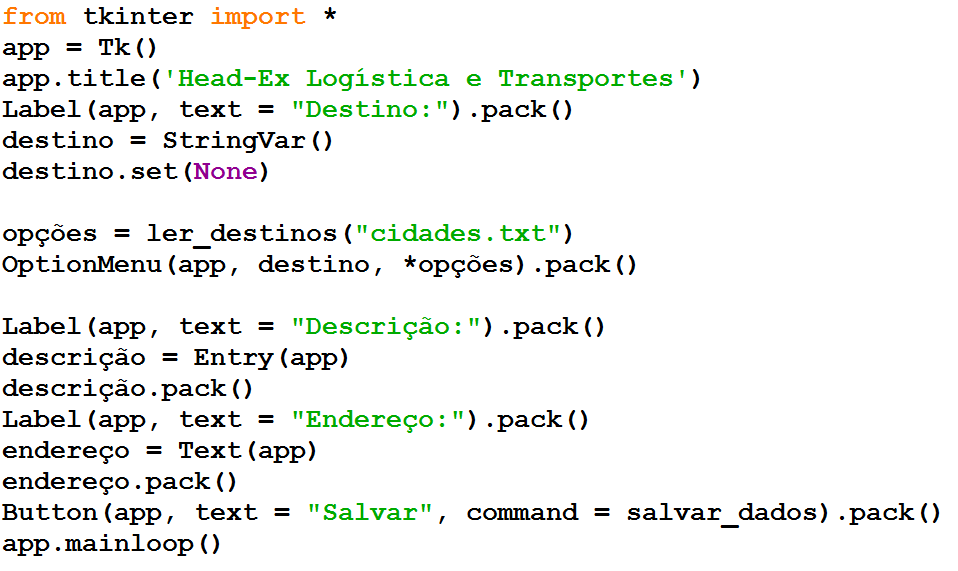 from tkinter import *
app = Tk()
app.title('Head-Ex Logística e Transportes')
Label(app, text = "Destino:").pack()
destino = StringVar()
destino.set(None)

opções = ler_destinos("cidades.txt")
OptionMenu(app, destino, *opções).pack()

Label(app, text = "Descrição:").pack()
descrição = Entry(app)
descrição.pack()
Label(app, text = "Endereço:").pack()
endereço = Text(app)
endereço.pack()
Button(app, text = "Salvar", command = salvar_dados).pack()
app.mainloop()